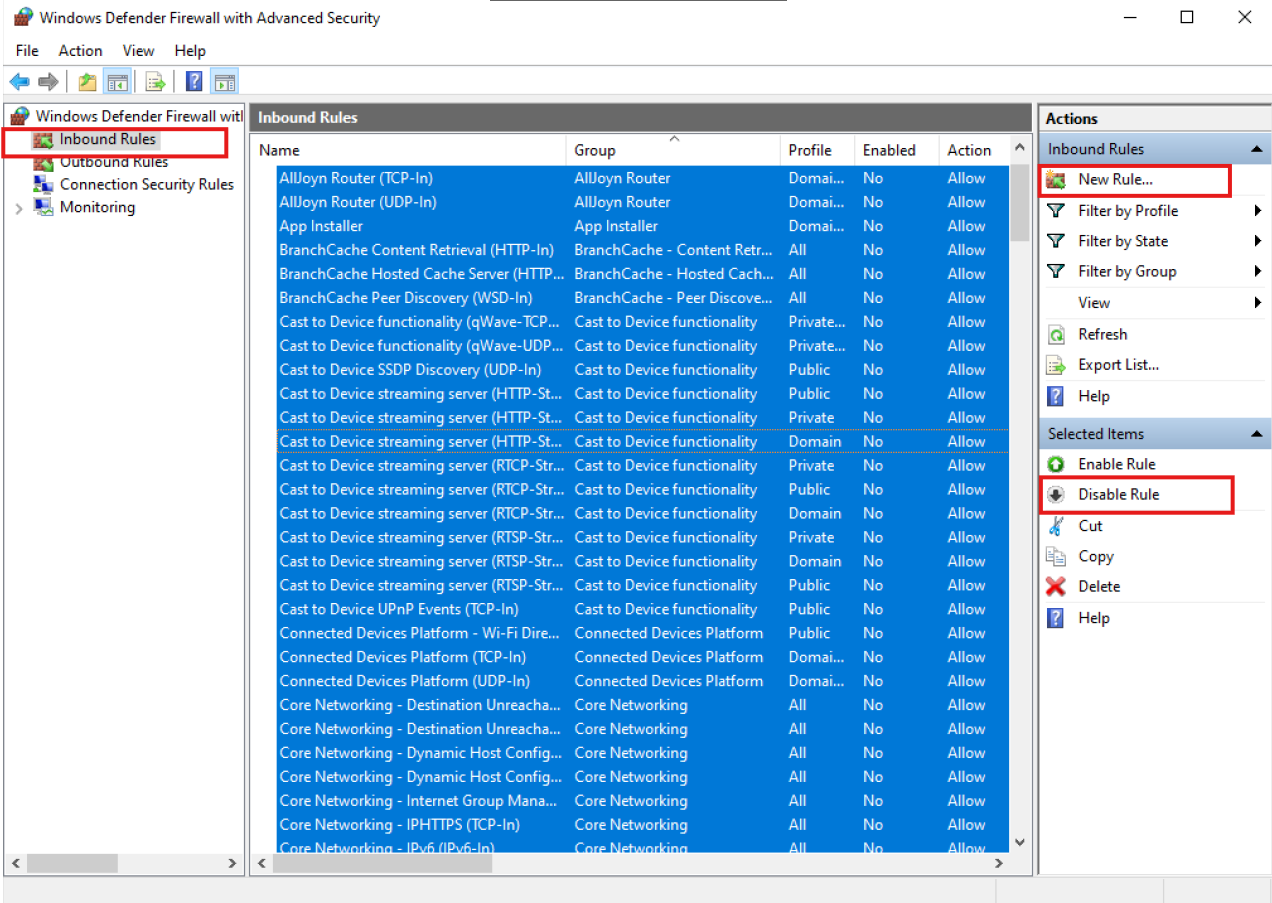 Windows Defender Firewall with Advanced Security
File Action View Help
Windows Defender Firewall witl
Inbound Rules
Outbound Rules
Connection Security Rules
Monitoring
Inbound Rules
Name Group Profile Enabled Action
AllJoyn Router (TCP-In) AllJoyn Router Domai... No Allow
AllJoyn Router (UDP-In) AllJoyn Router Domai... No Allow
App Installer App Installer Domai... No Allow
BranchCache Content Retrieval (HTTP-In) BranchCache - Content Retr... All No Allow
BranchCache Hosted Cache Server (HTTP... BranchCache - Hosted Cach... All No Allow
BranchCache Peer Discovery (WSD-In) BranchCache - Peer Discove... All No Allow
Cast to Device functionality (qWave-TCP... Cast to Device functionality Private... No Allow
Cast to Device functionality (qWave-UDP... Cast to Device functionality Private... No Allow
Cast to Device SSDP Discovery (UDP-In) Cast to Device functionality Public No Allow
Cast to Device streaming server (HTTP-St... Cast to Device functionality Public No Allow
Cast to Device streaming server (HTTP-St... Cast to Device functionality Private No Allow
Cast to Device streaming server (HTTP-St... Cast to Device functionality Domain No Allow
Cast to Device streaming server (RTCP-Str... Cast to Device functionality Private No Allow
Cast to Device streaming server (RTCP-Str... Cast to Device functionality Public No Allow
Cast to Device streaming server (RTCP-Str... Cast to Device functionality Domain No Allow
Cast to Device streaming server (RTSP-Str... Cast to Device functionality Private No Allow
Cast to Device streaming server (RTSP-Str... Cast to Device functionality Domain No Allow
Cast to Device streaming server (RTSP-Str... Cast to Device functionality Public No Allow
Cast to Device UPnP Events (TCP-In) Cast to Device functionality Public No Allow
Connected Devices Platform - Wi-Fi Dire... Connected Devices Platform Public No Allow
Connected Devices Platform (TCP-In) Connected Devices Platform Domai... No Allow
Connected Devices Platform (UDP-In) Connected Devices Platform Domai... No Allow
Core Networking - Destination Unreacha... Core Networking All No Allow
Core Networking - Destination Unreacha... Core Networking All No Allow
Core Networking - Dynamic Host Config... Core Networking All No Allow
Core Networking - Dynamic Host Config... Core Networking All No Allow
Core Networking - Internet Group Mana... Core Networking All No Allow
Core Networking - IPHTTPS (TCP-In) Core Networking All No Allow
Core Networking - IPv6 (IPv6-In) Core Networking All No Allow
Actions
Inbound Rules
New Rule...
Filter by Profile
Filter by State
Filter by Group
View
Refresh
Export List...
Help
Selected Items
Enable Rule
Disable Rule
Cut
Copy
Delete
Help